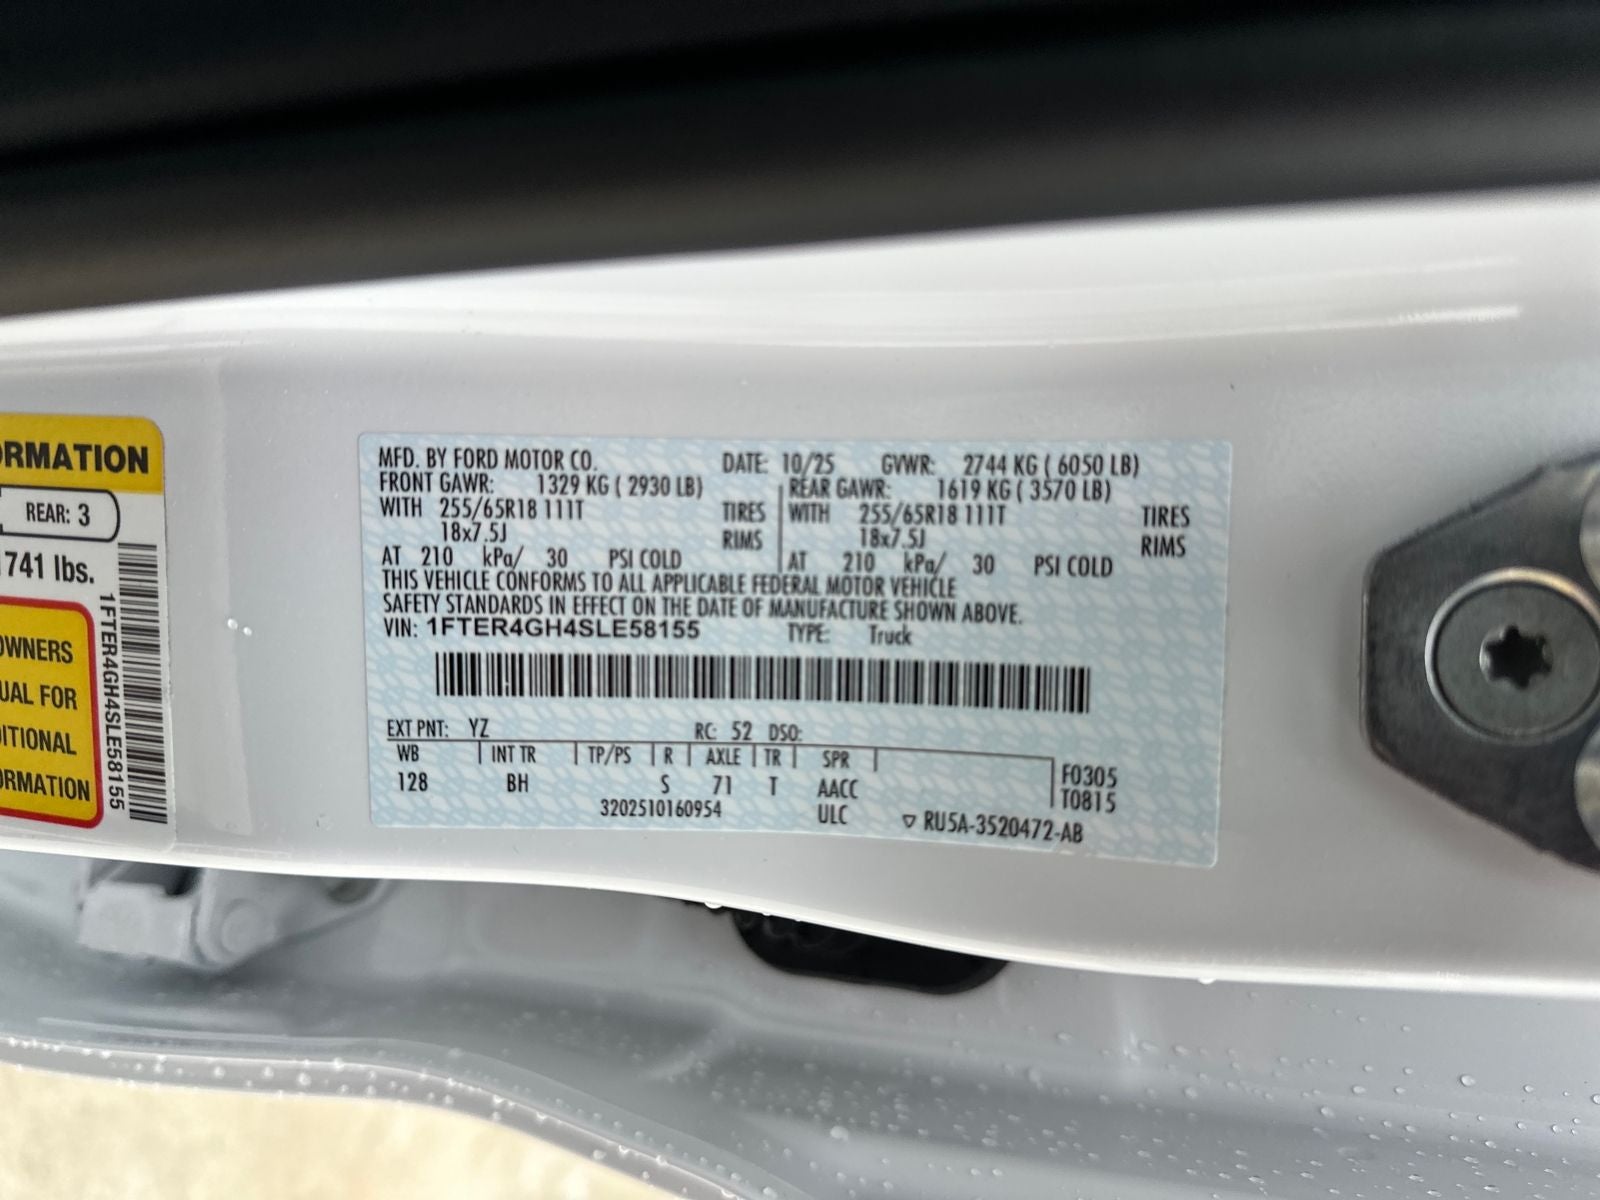 ORMATION
REAR: 3
1741 lbs.
OWNERS
UAL FOR
ITIONAL
ORMATION
1FTER4GH4SLE58155
MFD. BY FORD MOTOR CO. DATE: 10/25 GVWR: 2744 KG ( 6050 LB)
FRONT GAWR: 1329 KG ( 2930 LB) REAR GAWR: 1619 KG ( 3570 LB)
WITH 255/65R18 111T TIRES WITH 255/65R18 111T TIRES
18x7.5J RIMS 18x7.5J RIMS
AT 210 kPa/ 30 PSI COLD AT 210 kPa/ 30 PSI COLD
THIS VEHICLE CONFORMS TO ALL APPLICABLE FEDERAL MOTOR VEHICLE
SAFETY STANDARDS IN EFFECT ON THE DATE OF MANUFACTURE SHOWN ABOVE.
VIN: 1FTER4GH4SLE58155 TYPE: Truck
EXT PNT: YZ RC: 52 DSO:
WB INT TR TP/PS R AXLE TR SPR F0305
128 BH S 71 T AACC T0815
3202510160954 ULC RU5A-3520472-AB